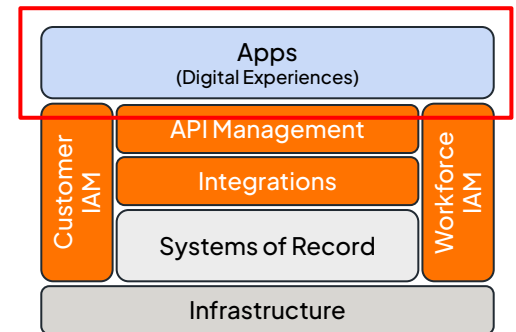 Apps
(Digital Experiences)
API Management
Customer
IAM
Integrations
Workforce
IAM
Systems of Record
Infrastructure